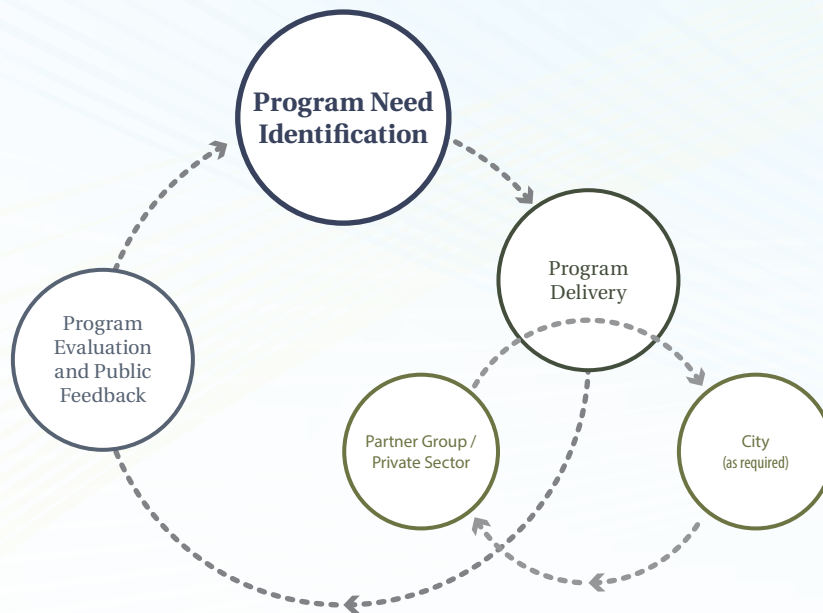 Program Need
Identification
Program
Delivery
Program
Evaluation
and Public
Feedback
Partner Group /
Private Sector
City
(as required)